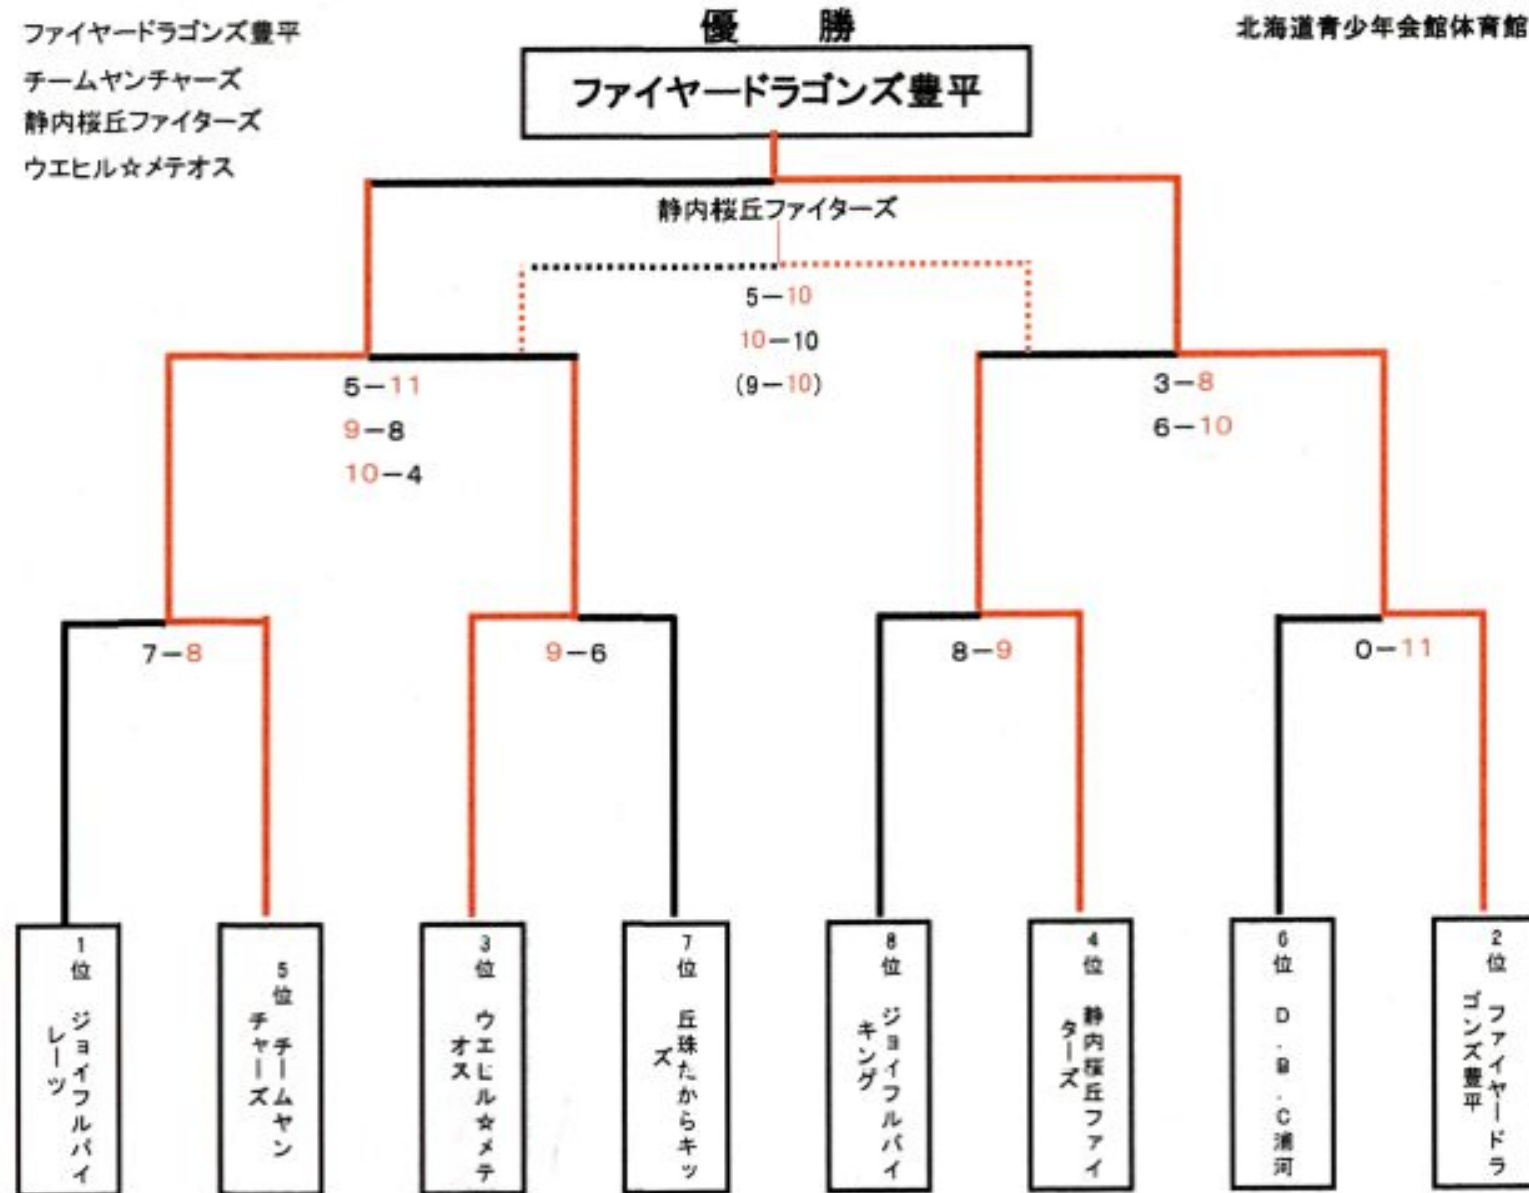 ファイヤードラゴンズ豊平
チームヤンチャーズ
静内桜丘ファイターズ
ウエヒル☆メテオス
優 勝
北海道青少年会館体育館
ファイヤードラゴンズ豊平
静内桜丘ファイターズ
5−10
10−10
(9−10)
5−11
9−8
10−4
3−8
6−10
7−8
9−6
8−9
0−11
1位 ジョイフルパイ
レーツ
5位 チームヤン
チャーズ
3位 ウエヒル☆メテ
オス
7位 丘珠たからキッ
ズ
8位 ジョイフルバイ
キング
4位 静内桜丘ファイ
ターズ
6位 D.B.C浦河
2位 ファイヤードラ
ゴンズ豊平